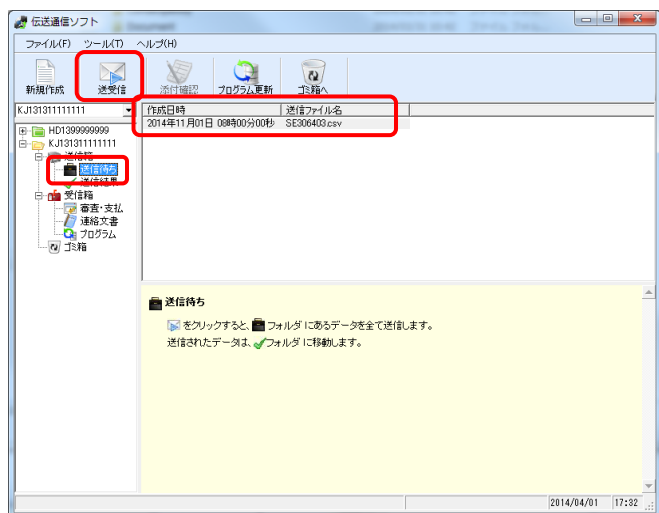 伝送通信ソフト
ファイル(F) ツール(T) ヘルプ(H)
新規作成 送受信 添付確認 プログラム更新 ゴミ箱へ
KJ131311111111
作成日時 送信ファイル名
2014年11月01日 08時00分00秒 SE306403.csv
HD1399999999
KJ131311111111
送信箱
送信待ち
送信結果
受信箱
審査・支払
連絡文書
プログラム
ゴミ箱
送信待ち
をクリックすると、 フォルダにあるデータを全て送信します。
送信されたデータは、 フォルダに移動します。
2014/04/01 17:32